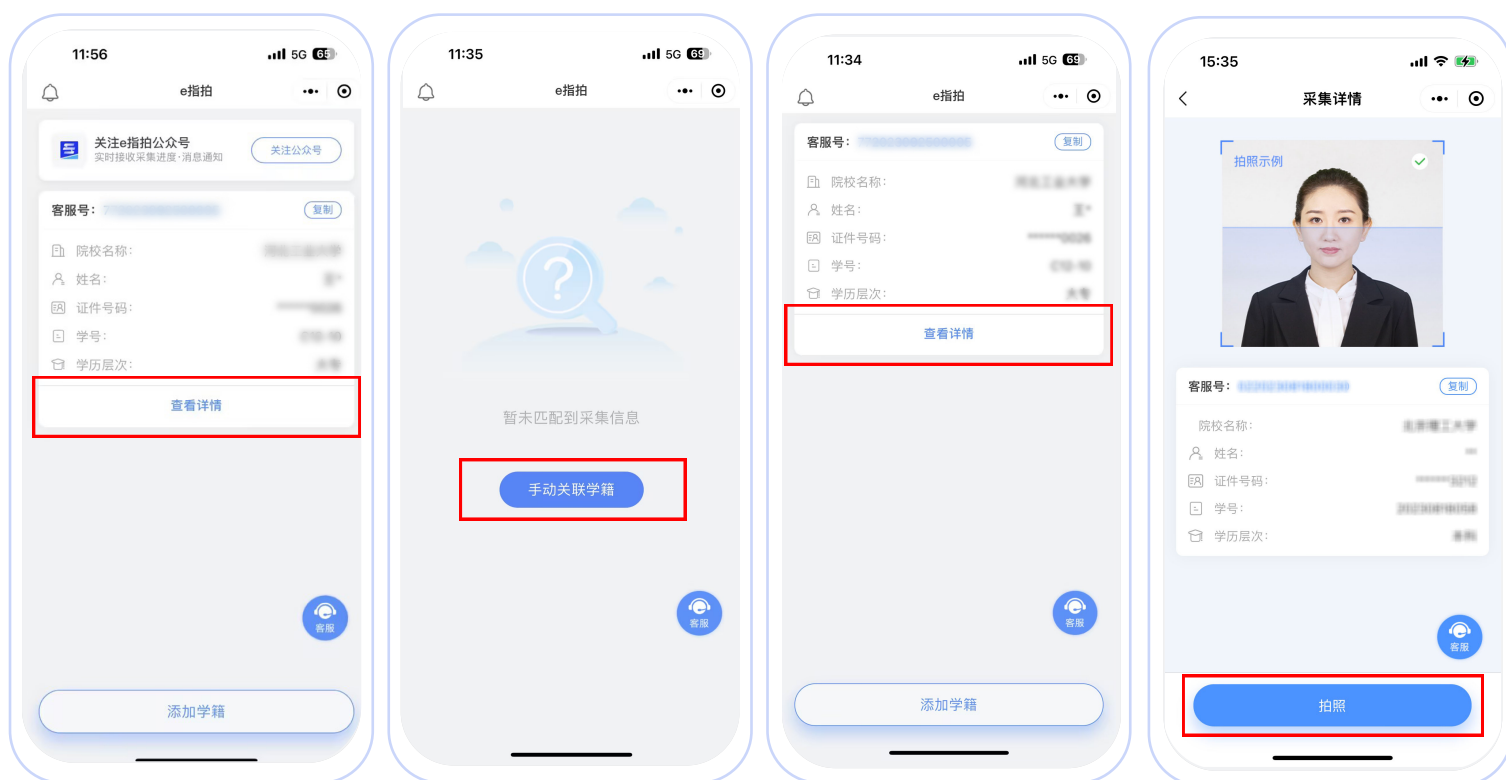 11:56
5G 65
e指拍
关注e指拍公众号
实时接收采集进度·消息通知
关注公众号
客服号：
复制
院校名称：
姓名：
证件号码：
学号：
学历层次：
查看详情
客服
添加学籍
11:35
5G 69
e指拍
暂未匹配到采集信息
手动关联学籍
客服
11:34
5G 69
e指拍
客服号：
复制
院校名称：
姓名：
证件号码：
学号：
学历层次：
查看详情
客服
添加学籍
15:35
采集详情
拍照示例
客服号：
复制
院校名称：
姓名：
证件号码：
学号：
学历层次：
客服
拍照